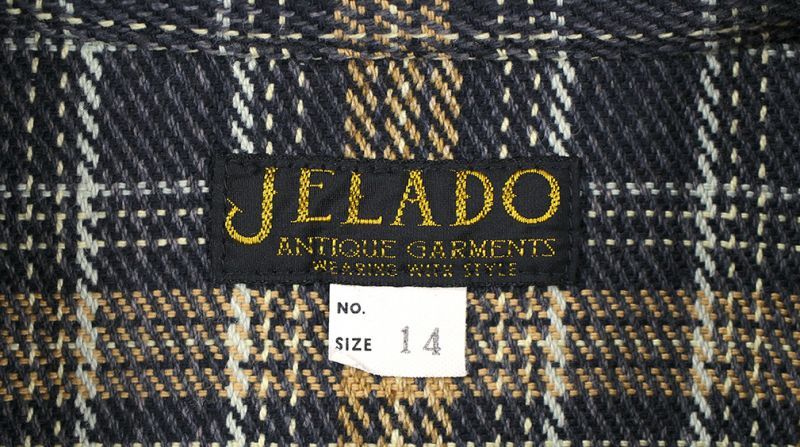 JELADO
ANTIQUE GARMENTS
WEARING WITH STYLE
NO.
SIZE 14